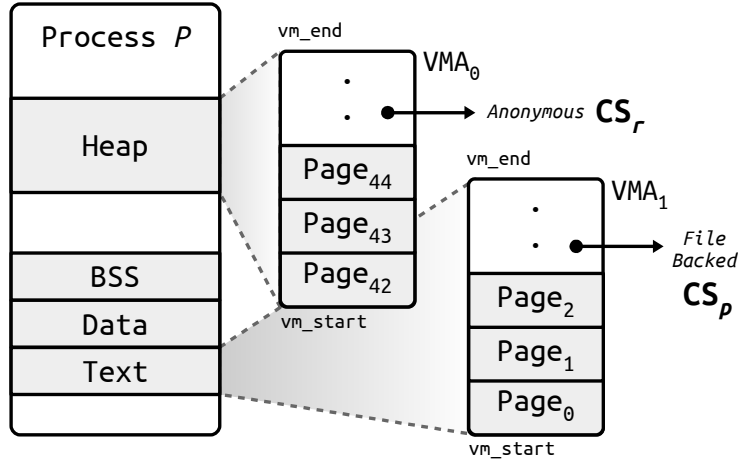 Process P
Heap
BSS
Data
Text
vm_end
VMA₀
:
Anonymous CSᵣ
Page₄₄
Page₄₃
Page₄₂
vm_start
vm_end
VMA₁
:
File
Backed
CSₚ
Page₂
Page₁
Page₀
vm_start